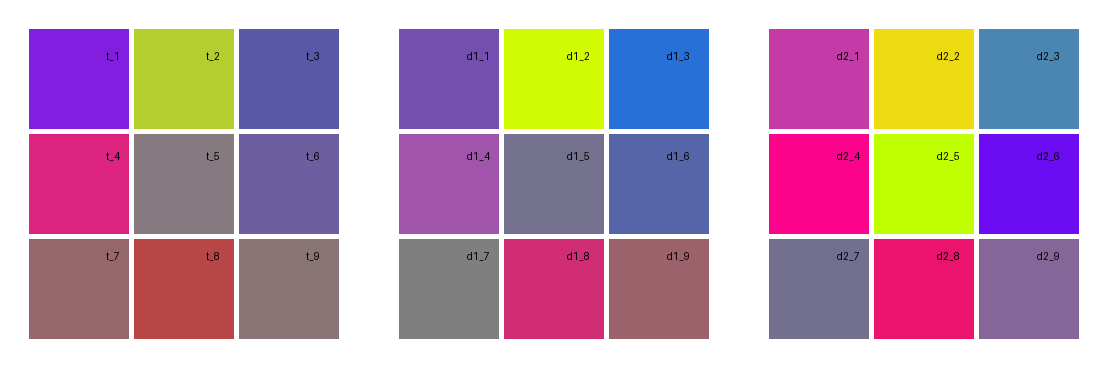 t_1 t_2 t_3 d1_1 d1_2 d1_3 d2_1 d2_2 d2_3
t_4 t_5 t_6 d1_4 d1_5 d1_6 d2_4 d2_5 d2_6
t_7 t_8 t_9 d1_7 d1_8 d1_9 d2_7 d2_8 d2_9